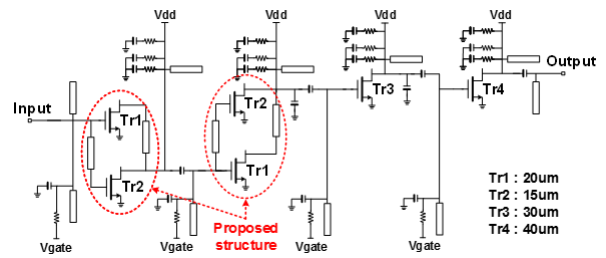 Vdd
Vdd
Vdd
Vdd
Output
Input
Tr1
Tr2
Tr2
Tr1
Tr3
Tr4
Vgate
Vgate
Vgate
Vgate
Proposed
structure
Tr1 : 20um
Tr2 : 15um
Tr3 : 30um
Tr4 : 40um